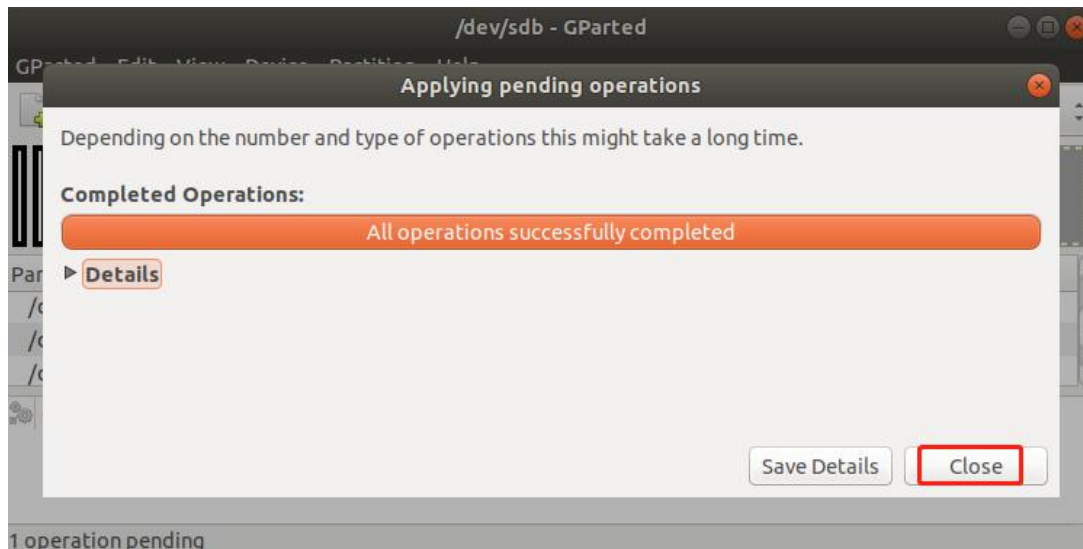 /dev/sdb - GParted
Applying pending operations
Depending on the number and type of operations this might take a long time.
Completed Operations:
All operations successfully completed
Par
Details
/d
/d
/d
Save Details
Close
1 operation pending